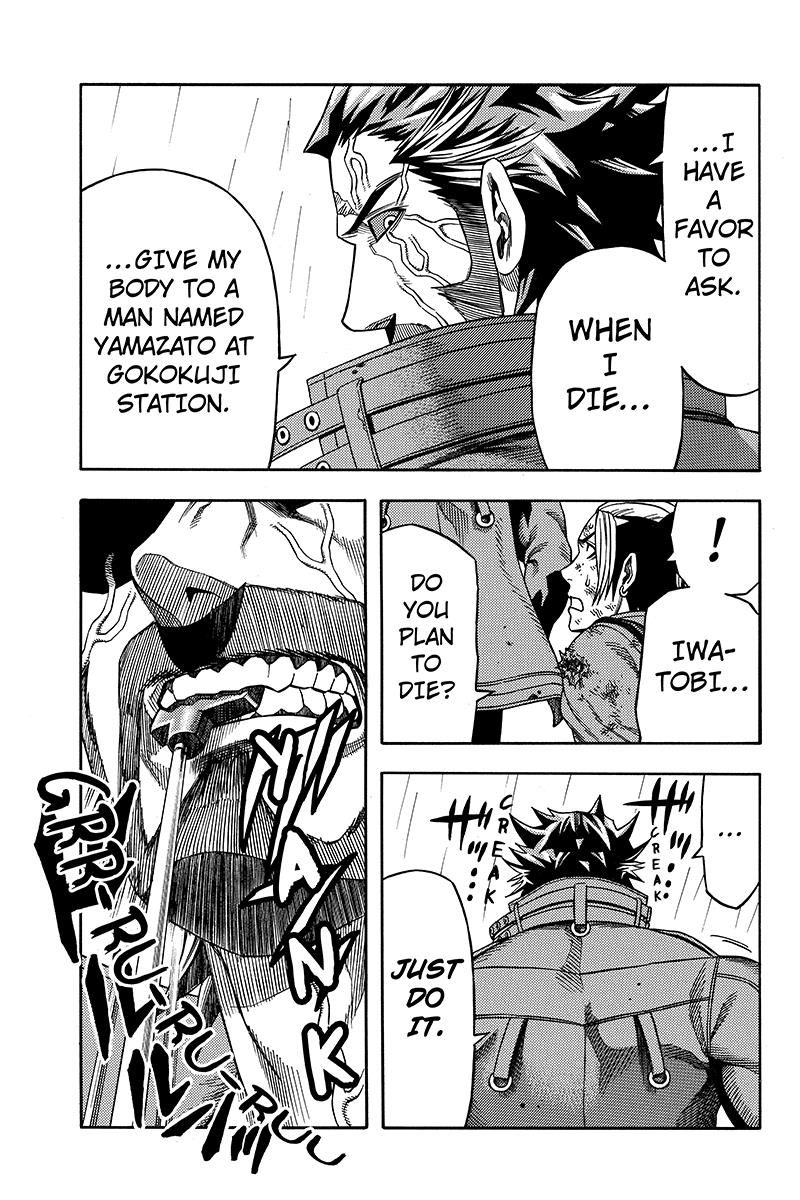 ...I
HAVE
A
FAVOR
TO
ASK.
WHEN
I
DIE...
...GIVE MY
BODY TO A
MAN NAMED
YAMAZATO AT
GOKOKUJI
STATION.
!
IWA-
TOBI...
DO
YOU
PLAN
TO
DIE?
...
CREAK
CREAK
JUST
DO
IT.
YANK
GRR-RU-RU-RU-RUU